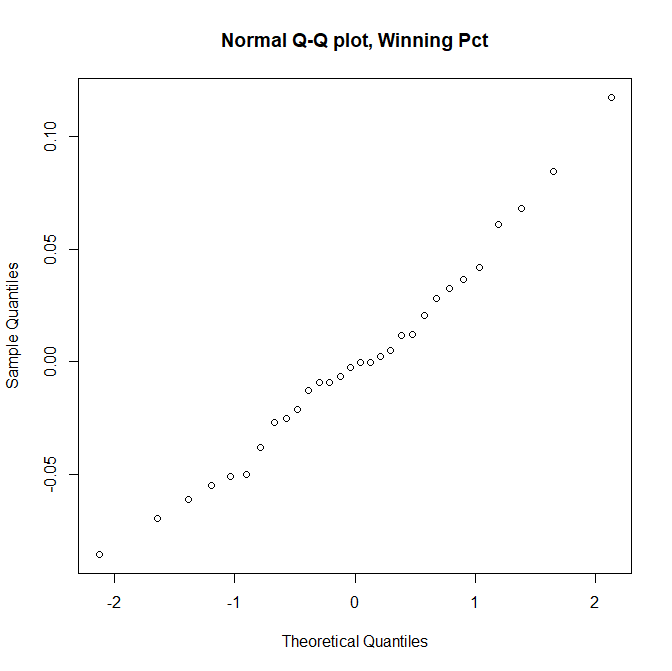 Normal Q-Q plot, Winning Pct
0.10
0.05
0.00
-0.05
Sample Quantiles
-2 -1 0 1 2
Theoretical Quantiles